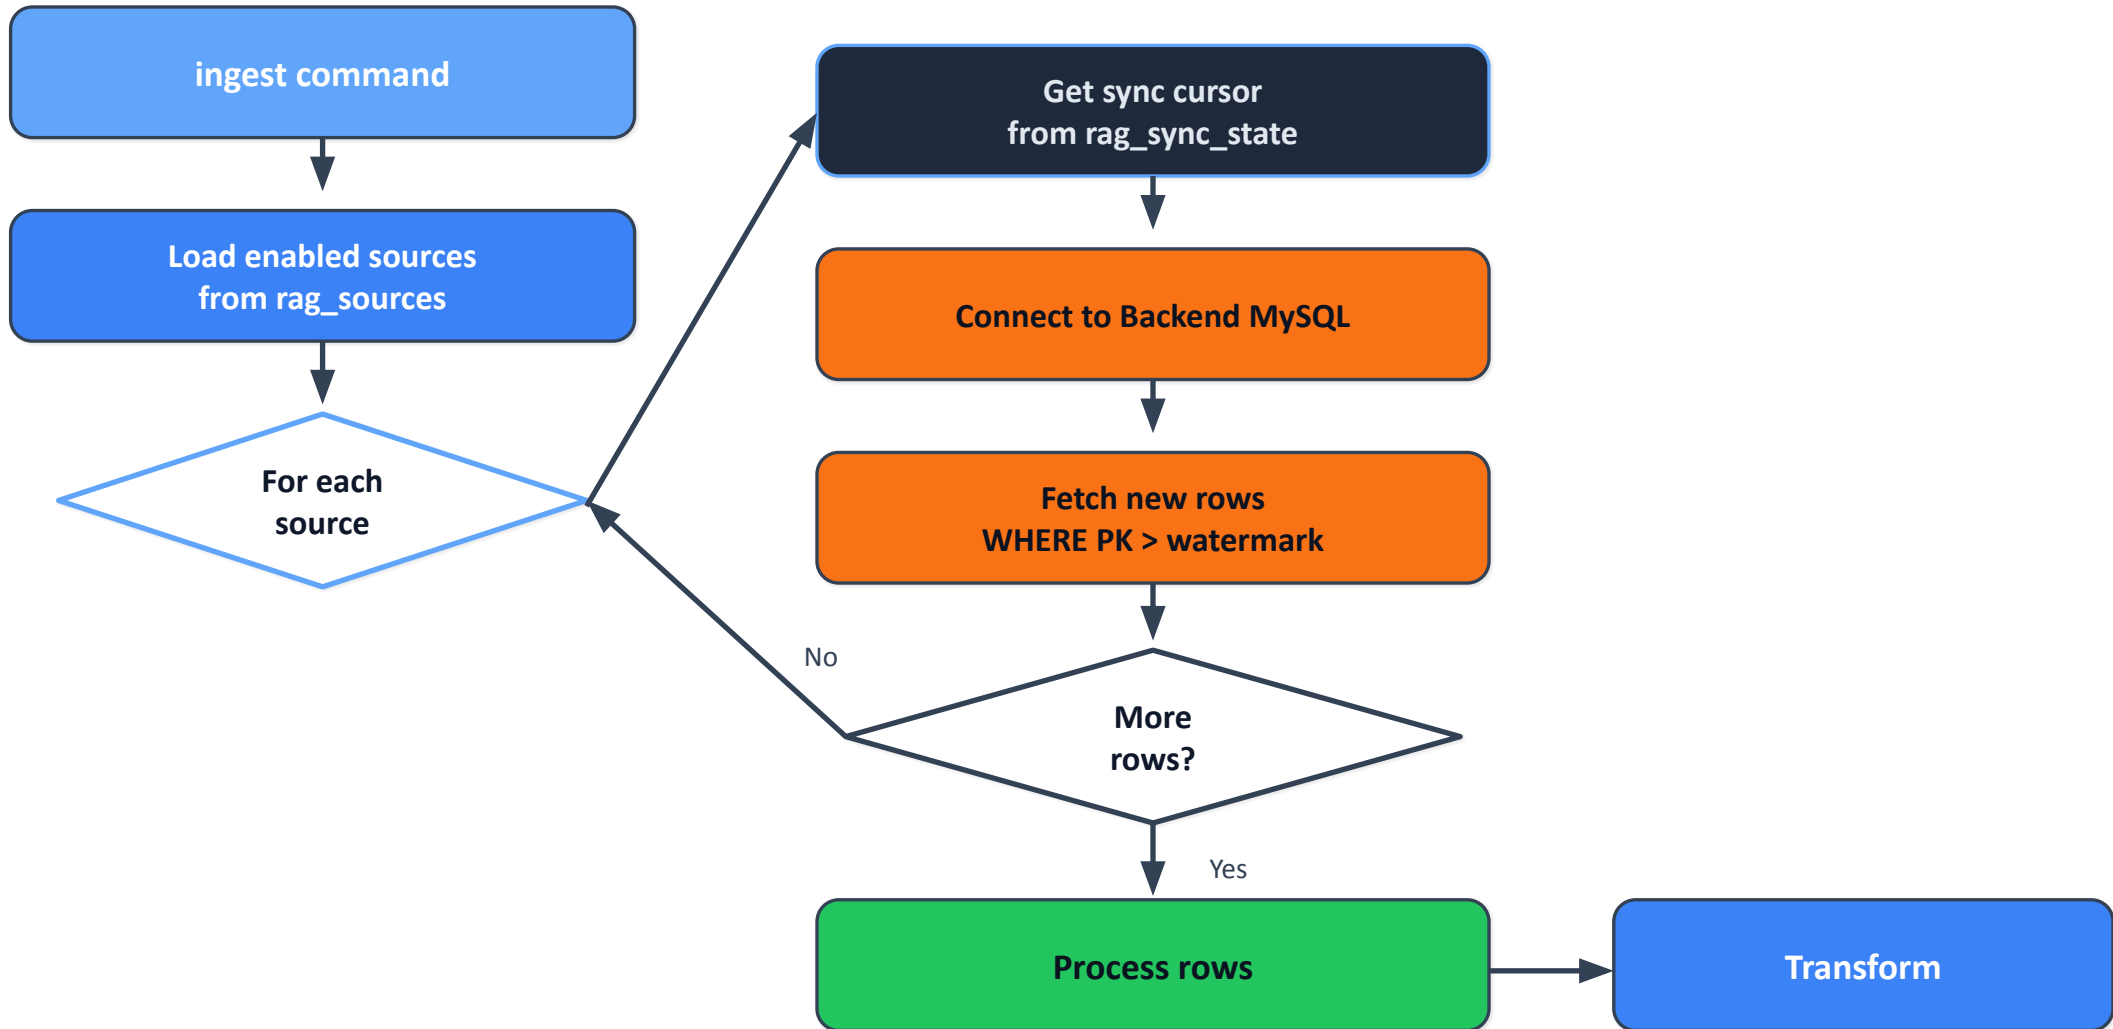 ingest command
Load enabled sources
from rag_sources
For each
source
Get sync cursor
from rag_sync_state
Connect to Backend MySQL
Fetch new rows
WHERE PK > watermark
No
More
rows?
Yes
Process rows
Transform